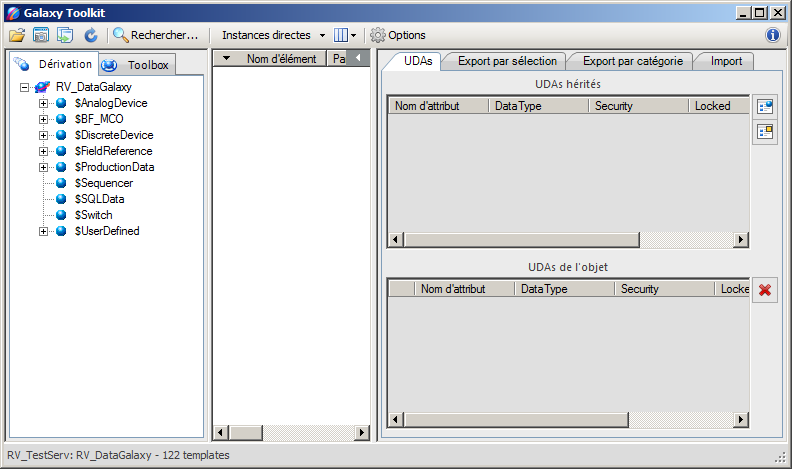 Galaxy Toolkit
Rechercher... Instances directes Options
Dérivation Toolbox
RV_DataGalaxy
$AnalogDevice
$BF_MCO
$DiscreteDevice
$FieldReference
$ProductionData
$Sequencer
$SQLData
$Switch
$UserDefined
Nom d'élément Pa
UDAs Export par sélection Export par catégorie Import
UDAs hérités
Nom d'attribut DataType Security Locked
UDAs de l'objet
Nom d'attribut DataType Security Locke
RV_TestServ: RV_DataGalaxy - 122 templates